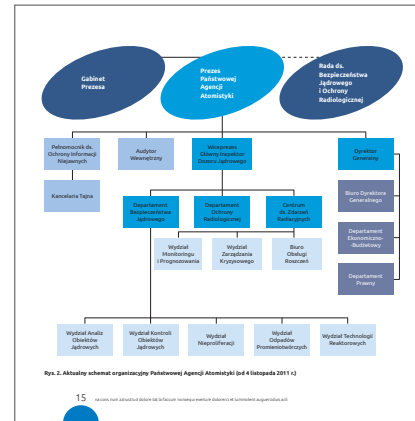 Gabinet
Prezesa
Prezes
Państwowej
Agencji
Atomistyki
Rada ds.
Bezpieczeństwa
Jądrowego
i Ochrony
Radiologicznej
Pełnomocnik ds.
Ochrony Informacji
Niejawnych
Audytor
Wewnętrzny
Wiceprezes
Główny Inspektor
Dozoru Jądrowego
Dyrektor
Generalny
Kancelaria Tajna
Biuro Dyrektora
Generalnego
Departament
Bezpieczeństwa
Jądrowego
Departament
Ochrony
Radiologicznej
Centrum
ds. Zdarzeń
Radiacyjnych
Departament
Ekonomiczno-
Budżetowy
Wydział
Monitoringu
i Prognozowania
Wydział
Zarządzania
Kryzysowego
Biuro
Obsługi
Roszczeń
Departament
Prawny
Wydział Analiz
Obiektów
Jądrowych
Wydział Kontroli
Obiektów
Jądrowych
Wydział
Nieproliferacji
Wydział
Odpadów
Promieniotwórczych
Wydział Technologii
Reaktorowych
Rys. 2. Aktualny schemat organizacyjny Państwowej Agencji Atomistyki (od 4 listopada 2011 r.)
15